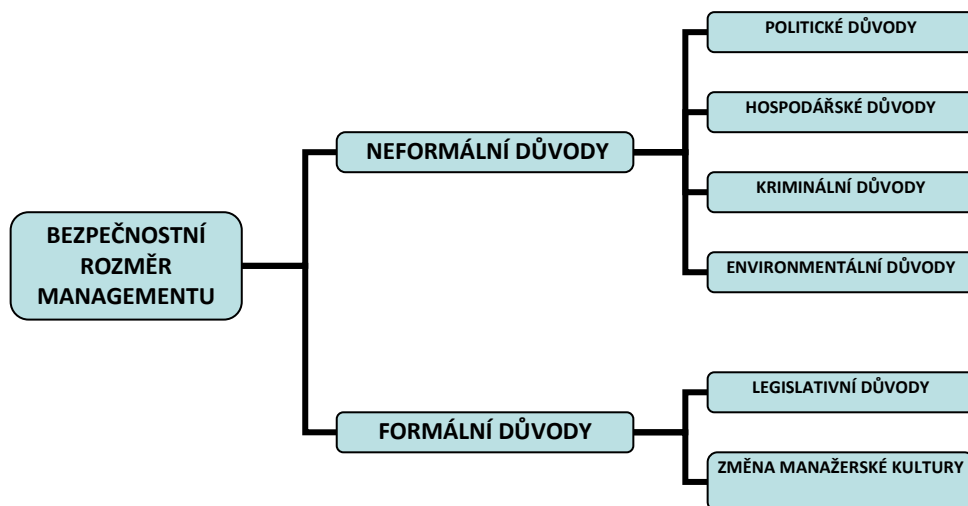 POLITICKÉ DŮVODY
HOSPODÁŘSKÉ DŮVODY
NEFORMÁLNÍ DŮVODY
KRIMINÁLNÍ DŮVODY
BEZPEČNOSTNÍ
ROZMĚR
MANAGEMENTU
ENVIRONMENTÁLNÍ DŮVODY
LEGISLATIVNÍ DŮVODY
FORMÁLNÍ DŮVODY
ZMĚNA MANAŽERSKÉ KULTURY